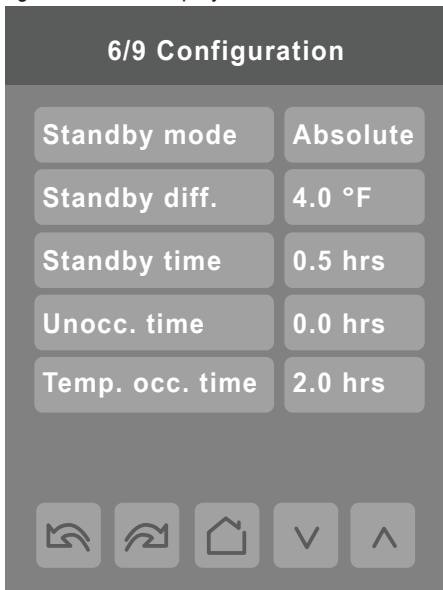 6/9 Configuration
Standby mode Absolute
Standby diff. 4.0 °F
Standby time 0.5 hrs
Unocc. time 0.0 hrs
Temp. occ. time 2.0 hrs